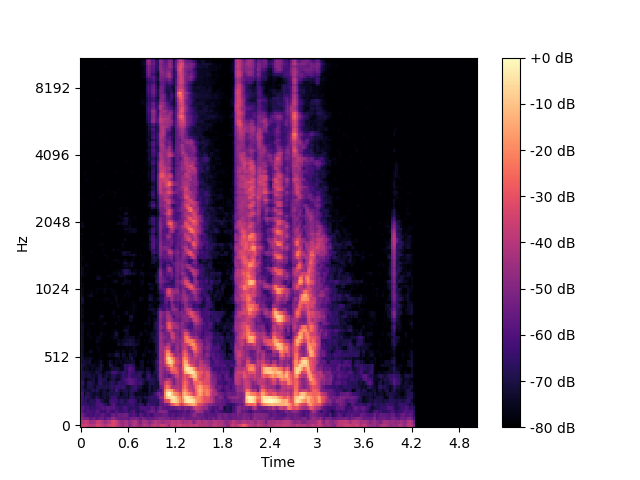 8192
4096
2048
1024
512
0
Hz
0 0.6 1.2 1.8 2.4 3 3.6 4.2 4.8
Time
+0 dB
-10 dB
-20 dB
-30 dB
-40 dB
-50 dB
-60 dB
-70 dB
-80 dB